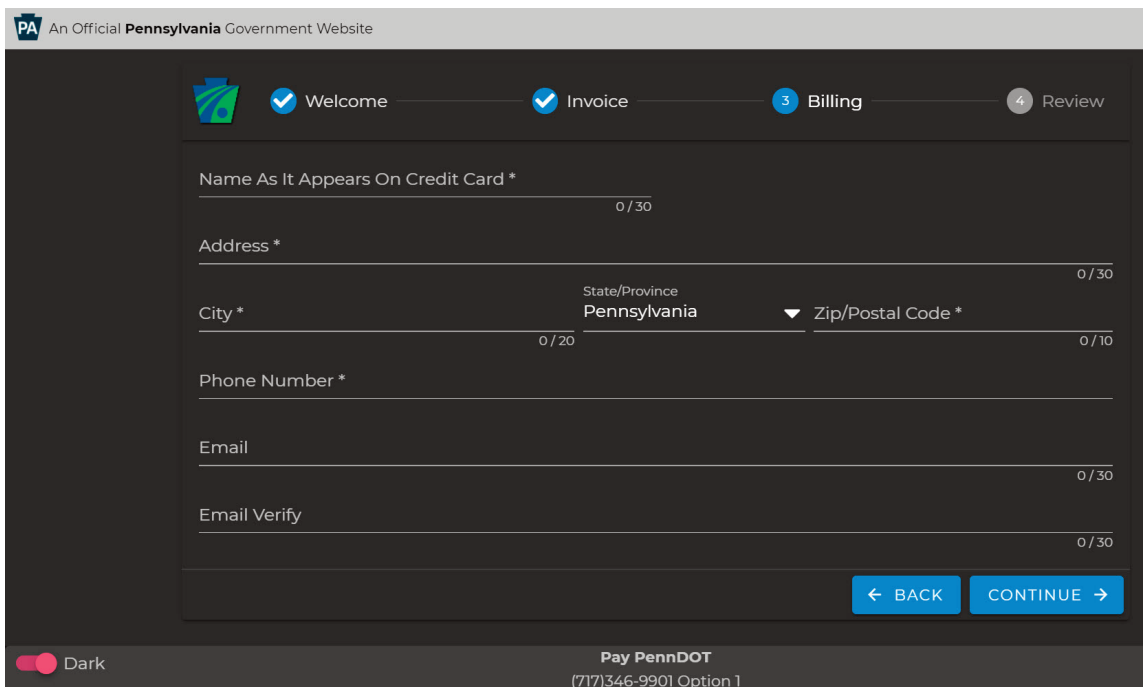 PA An Official Pennsylvania Government Website
Welcome Invoice 3 Billing 4 Review
Name As It Appears On Credit Card *
0 / 30
Address *
0 / 30
State/Province
City * Pennsylvania Zip/Postal Code *
0 / 20 0 / 10
Phone Number *
Email
0 / 30
Email Verify
0 / 30
BACK CONTINUE
Dark Pay PennDOT
(717)346-9901 Option 1